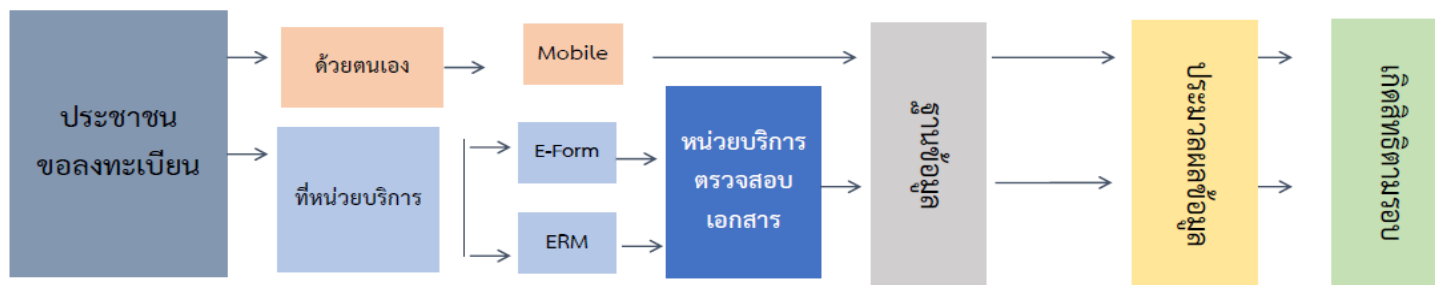 ประชาชน
ขอลงทะเบียน
ด้วยตนเอง
Mobile
ที่หน่วยบริการ
E-Form
ERM
หน่วยบริการ
ตรวจสอบ
เอกสาร
ฐานข้อมูล
ประมวลผลข้อมูล
เกิดสิทธิตามรอบ